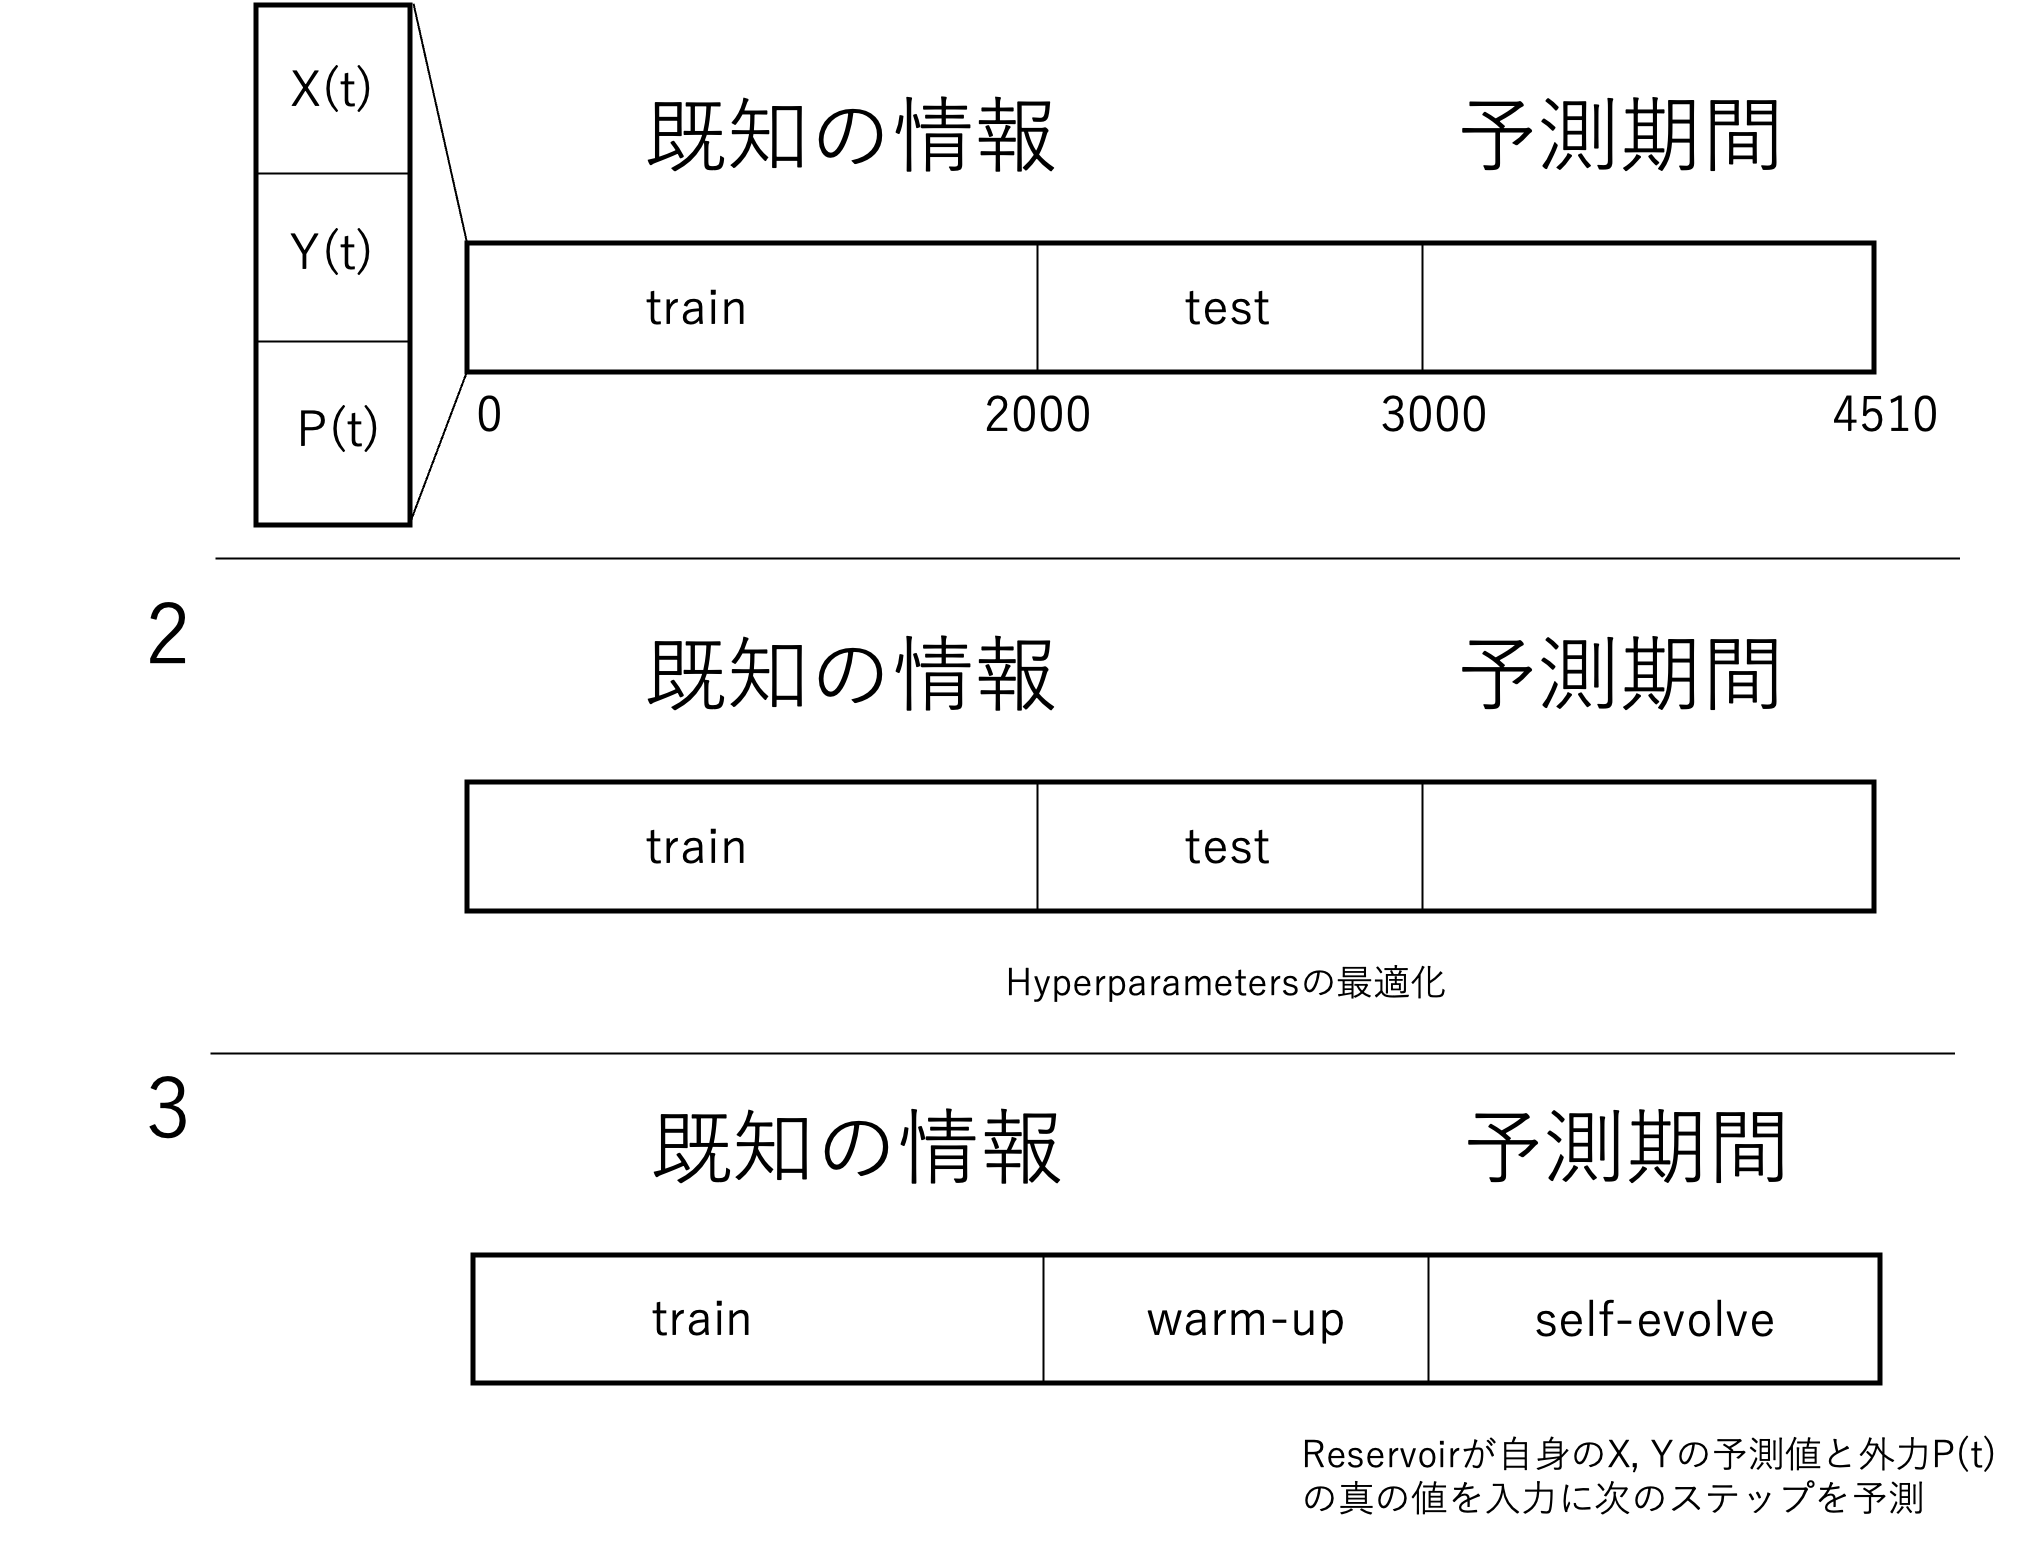 X(t)
Y(t)
P(t)
既知の情報
予測期間
train
test
0
2000
3000
4510
2
既知の情報
予測期間
train
test
Hyperparametersの最適化
3
既知の情報
予測期間
train
warm-up
self-evolve
Reservoirが自身のX, Yの予測値と外力P(t)
の真の値を入力に次のステップを予測